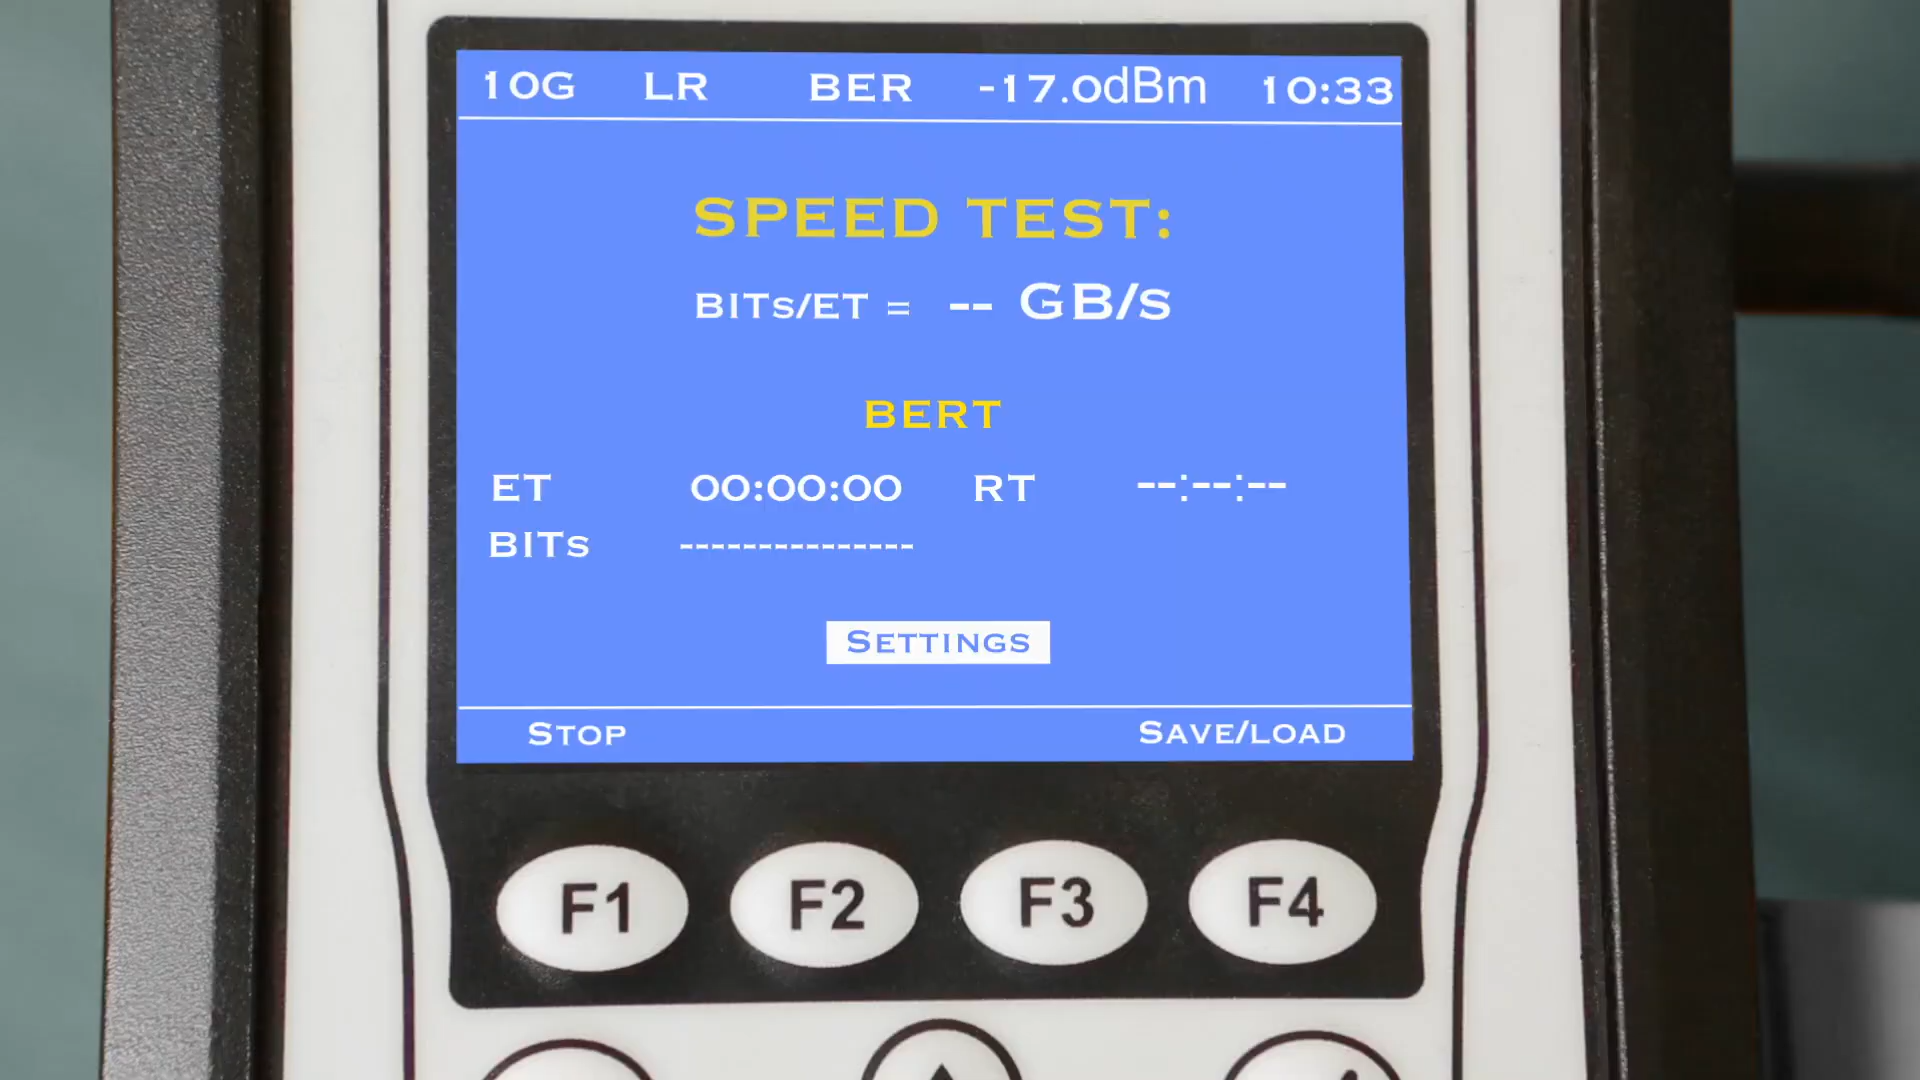 10G LR BER -17.0dBm 10:33
SPEED TEST:
BITs/ET = -- GB/s
BERT
ET 00:00:00 RT --:--:--
BITs ---------------
SETTINGS
STOP SAVE/LOAD
F1 F2 F3 F4